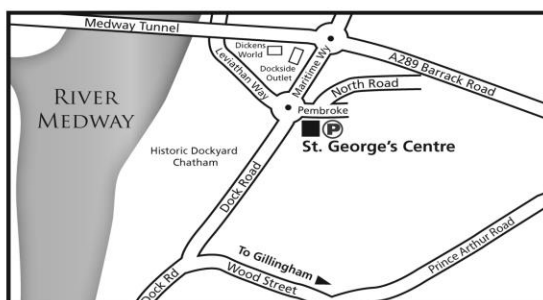 Medway Tunnel
Dickens
World
Dockside
Outlet
Leviathan Way
Maritime Wy
A289 Barrack Road
North Road
Pembroke
P
St. George's Centre
RIVER
MEDWAY
Historic Dockyard
Chatham
Dock Road
To Gillingham
Wood Street
Prince Arthur Road
Dock Rd